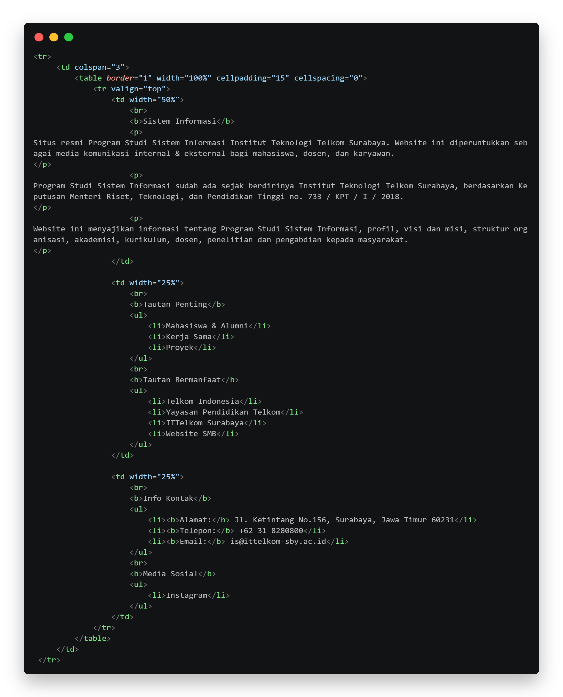 <tr>
<td colspan="3">
<table border="1" width="100%" cellpadding="15" cellspacing="0">
<tr valign="top">
<td width="50%">
<br>
<b>Sistem Informasi</b>
<p>
Situs resmi Program Studi Sistem Informasi Institut Teknologi Telkom Surabaya. Website ini diperuntukkan seb
agai media komunikasi internal & eksternal bagi mahasiswa, dosen, dan karyawan.
</p>
<p>
Program Studi Sistem Informasi sudah ada sejak berdirinya Institut Teknologi Telkom Surabaya, berdasarkan Ke
putusan Menteri Riset, Teknologi, dan Pendidikan Tinggi no. 733 / KPT / I / 2018.
</p>
<p>
Website ini menyajikan informasi tentang Program Studi Sistem Informasi, profil, visi dan misi, struktur org
anisasi, akademisi, kurikulum, dosen, penelitian dan pengabdian kepada masyarakat.
</p>
</td>
<td width="25%">
<br>
<b>Tautan Penting</b>
<ul>
<li>Mahasiswa & Alumni</li>
<li>Kerja Sama</li>
<li>Proyek</li>
</ul>
<br>
<b>Tautan Bermanfaat</b>
<ul>
<li>Telkom Indonesia</li>
<li>Yayasan Pendidikan Telkom</li>
<li>ITTelkom Surabaya</li>
<li>Website SMB</li>
</ul>
</td>
<td width="25%">
<br>
<b>Info Kontak</b>
<ul>
<li><b>Alamat:</b> Jl. Ketintang No.156, Surabaya, Jawa Timur 60231</li>
<li><b>Telepon:</b> +62 31 8280800</li>
<li><b>Email:</b> is@ittelkom-sby.ac.id</li>
</ul>
<br>
<b>Media Sosial</b>
<ul>
<li>Instagram</li>
</ul>
</td>
</tr>
</table>
</td>
</tr>